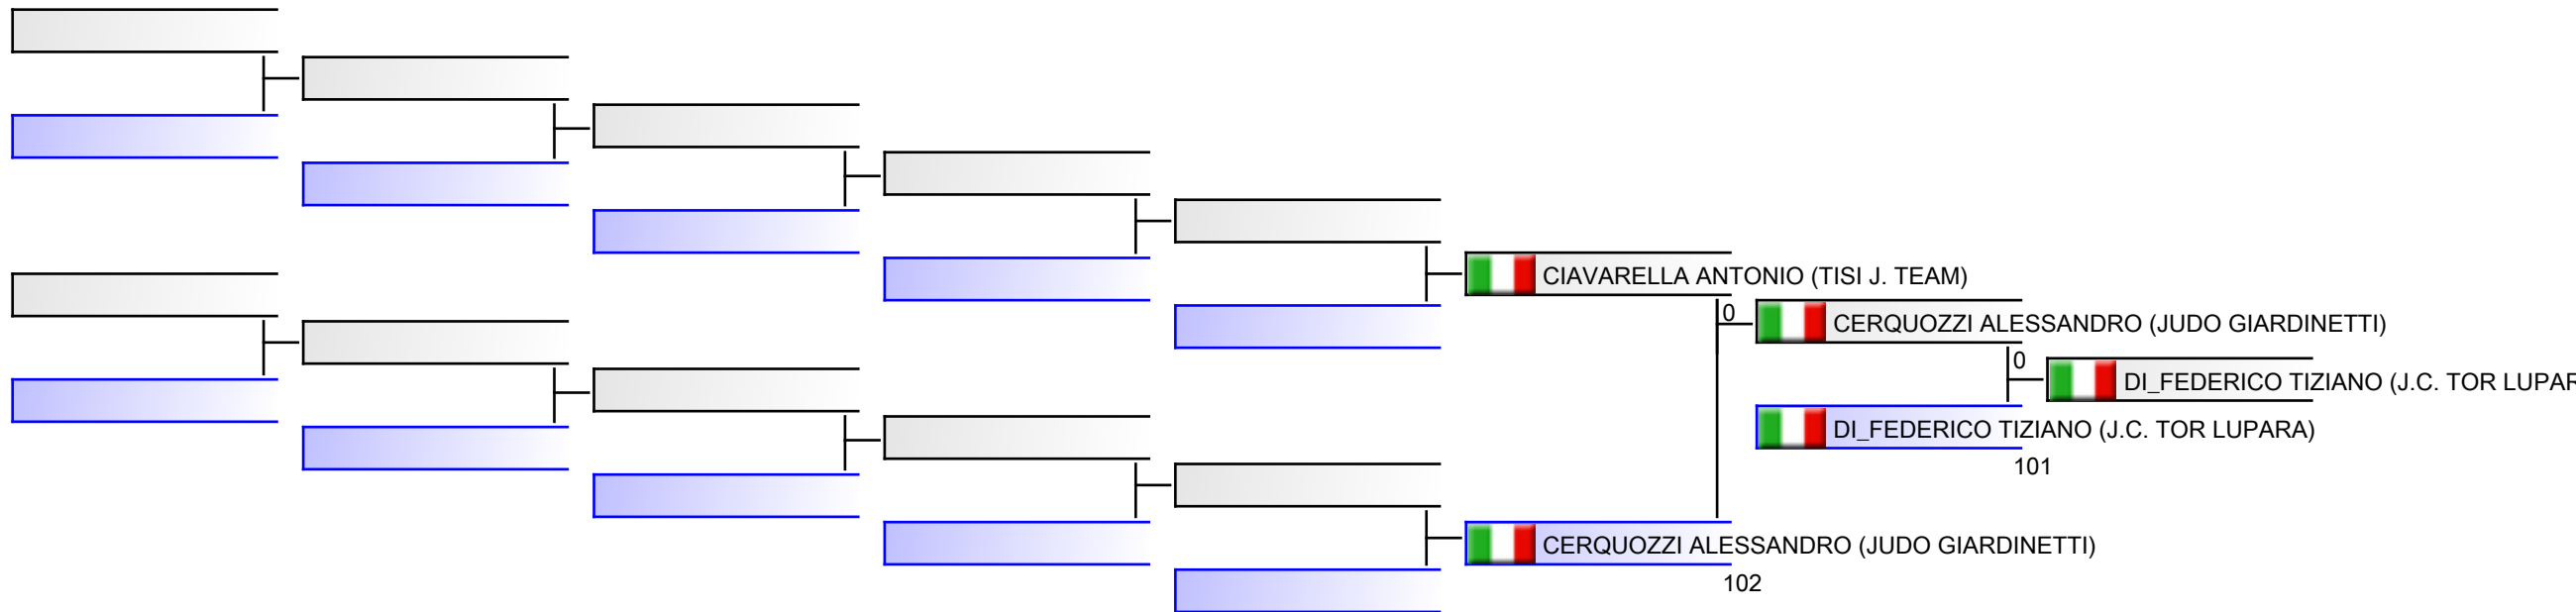 CIAVARELLA ANTONIO (TISI J. TEAM)
0
CERQUOZZI ALESSANDRO (JUDO GIARDINETTI)
0
DI_FEDERICO TIZIANO (J.C. TOR LUPAR
DI_FEDERICO TIZIANO (J.C. TOR LUPARA)
101
CERQUOZZI ALESSANDRO (JUDO GIARDINETTI)
102